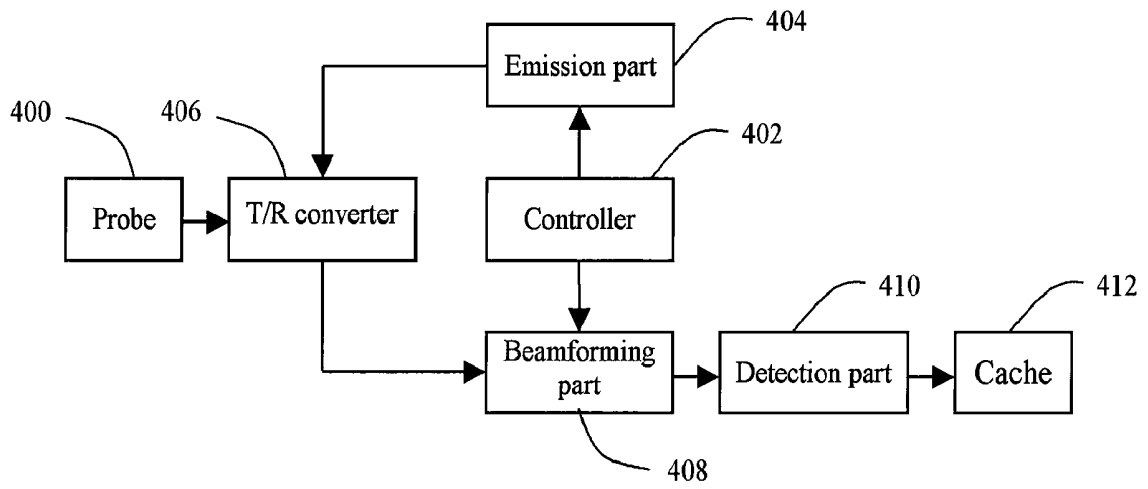 404
Emission part
400
406
402
Probe
T/R converter
Controller
410
412
Beamforming
part
Detection part
Cache
408